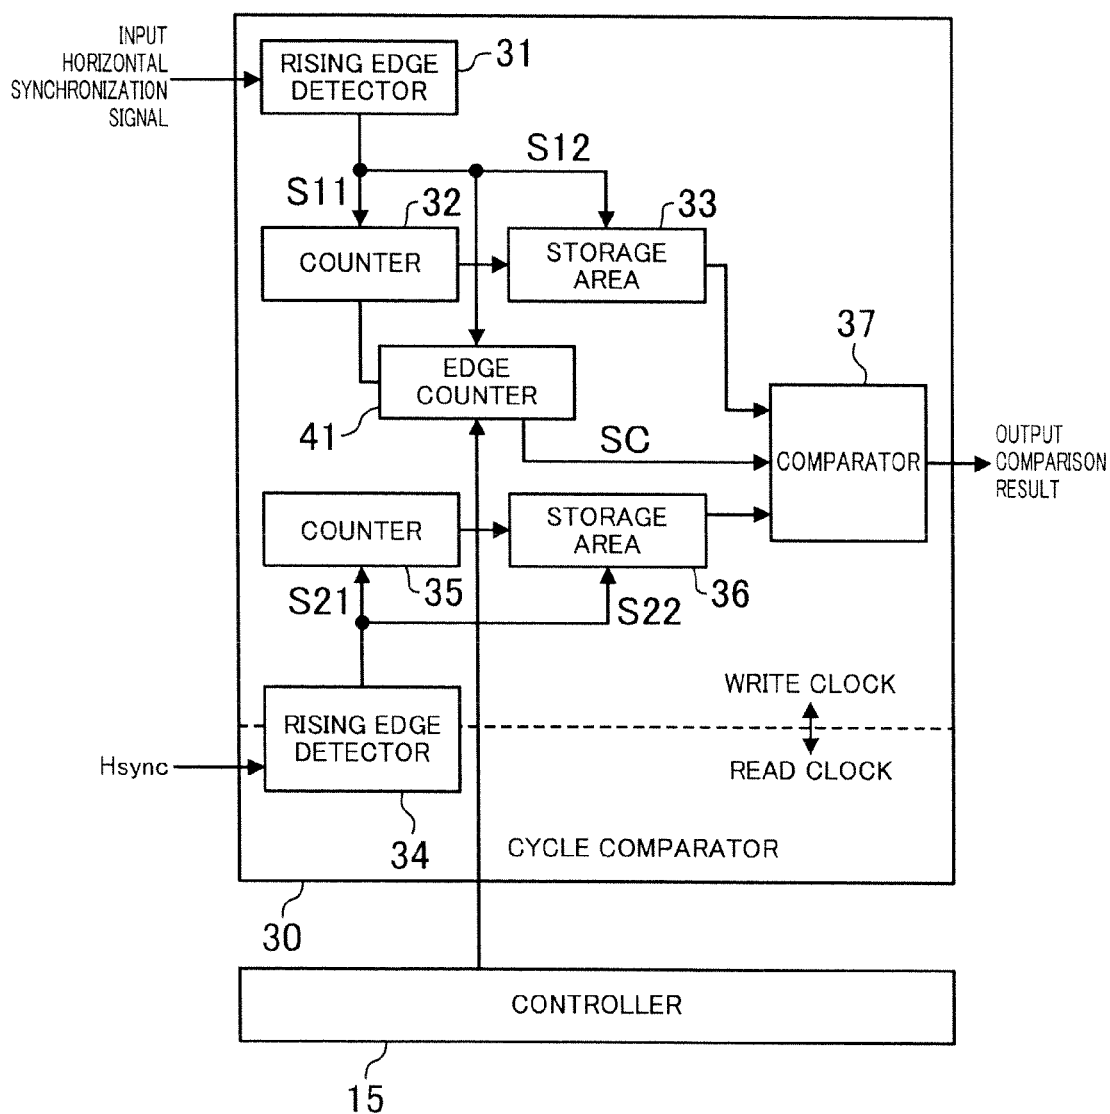 INPUT
HORIZONTAL
SYNCHRONIZATION
SIGNAL
RISING EDGE
DETECTOR
31
S11
S12
32
33
COUNTER
STORAGE
AREA
37
EDGE
COUNTER
41
SC
COMPARATOR
OUTPUT
COMPARISON
RESULT
COUNTER
STORAGE
AREA
35
36
S21
S22
WRITE CLOCK
RISING EDGE
DETECTOR
Hsync
READ CLOCK
34
CYCLE COMPARATOR
30
CONTROLLER
15